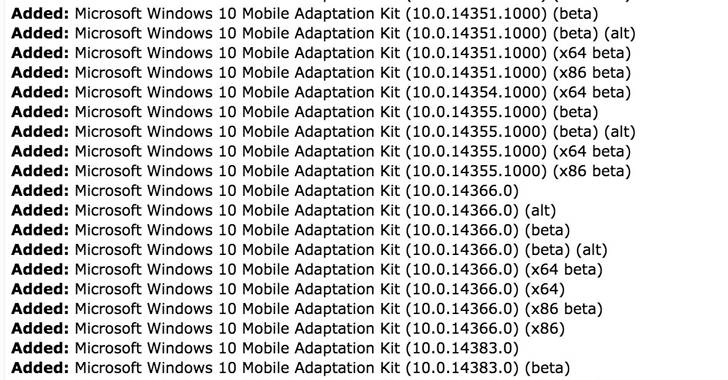 Added: Microsoft Windows 10 Mobile Adaptation Kit (10.0.14351.1000) (beta)
Added: Microsoft Windows 10 Mobile Adaptation Kit (10.0.14351.1000) (beta) (alt)
Added: Microsoft Windows 10 Mobile Adaptation Kit (10.0.14351.1000) (x64 beta)
Added: Microsoft Windows 10 Mobile Adaptation Kit (10.0.14351.1000) (x86 beta)
Added: Microsoft Windows 10 Mobile Adaptation Kit (10.0.14354.1000) (x64 beta)
Added: Microsoft Windows 10 Mobile Adaptation Kit (10.0.14355.1000) (beta)
Added: Microsoft Windows 10 Mobile Adaptation Kit (10.0.14355.1000) (beta) (alt)
Added: Microsoft Windows 10 Mobile Adaptation Kit (10.0.14355.1000) (x64 beta)
Added: Microsoft Windows 10 Mobile Adaptation Kit (10.0.14355.1000) (x86 beta)
Added: Microsoft Windows 10 Mobile Adaptation Kit (10.0.14366.0)
Added: Microsoft Windows 10 Mobile Adaptation Kit (10.0.14366.0) (alt)
Added: Microsoft Windows 10 Mobile Adaptation Kit (10.0.14366.0) (beta)
Added: Microsoft Windows 10 Mobile Adaptation Kit (10.0.14366.0) (beta) (alt)
Added: Microsoft Windows 10 Mobile Adaptation Kit (10.0.14366.0) (x64 beta)
Added: Microsoft Windows 10 Mobile Adaptation Kit (10.0.14366.0) (x64)
Added: Microsoft Windows 10 Mobile Adaptation Kit (10.0.14366.0) (x86 beta)
Added: Microsoft Windows 10 Mobile Adaptation Kit (10.0.14366.0) (x86)
Added: Microsoft Windows 10 Mobile Adaptation Kit (10.0.14383.0)
Added: Microsoft Windows 10 Mobile Adaptation Kit (10.0.14383.0) (beta)